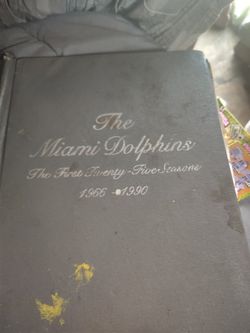 The
Miami Dolphins
The First Twenty-Five Seasons
1966 - 1990